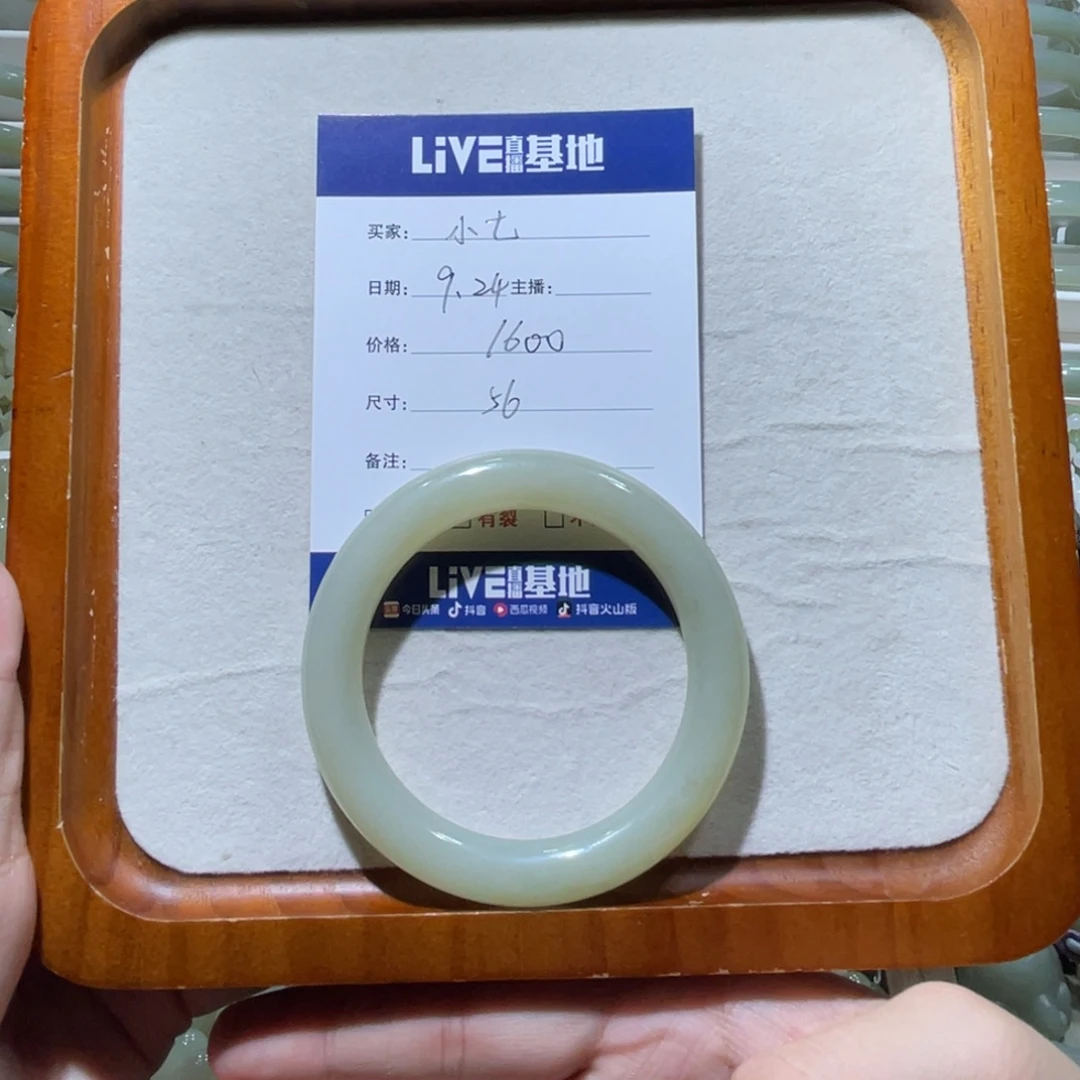 LiVE直播基地
买家: 小七
日期: 9.24 主播:
价格: 1600
尺寸: 56
备注:
有裂
LiVE直播基地
今日头条 抖音 西瓜视频 抖音火山版